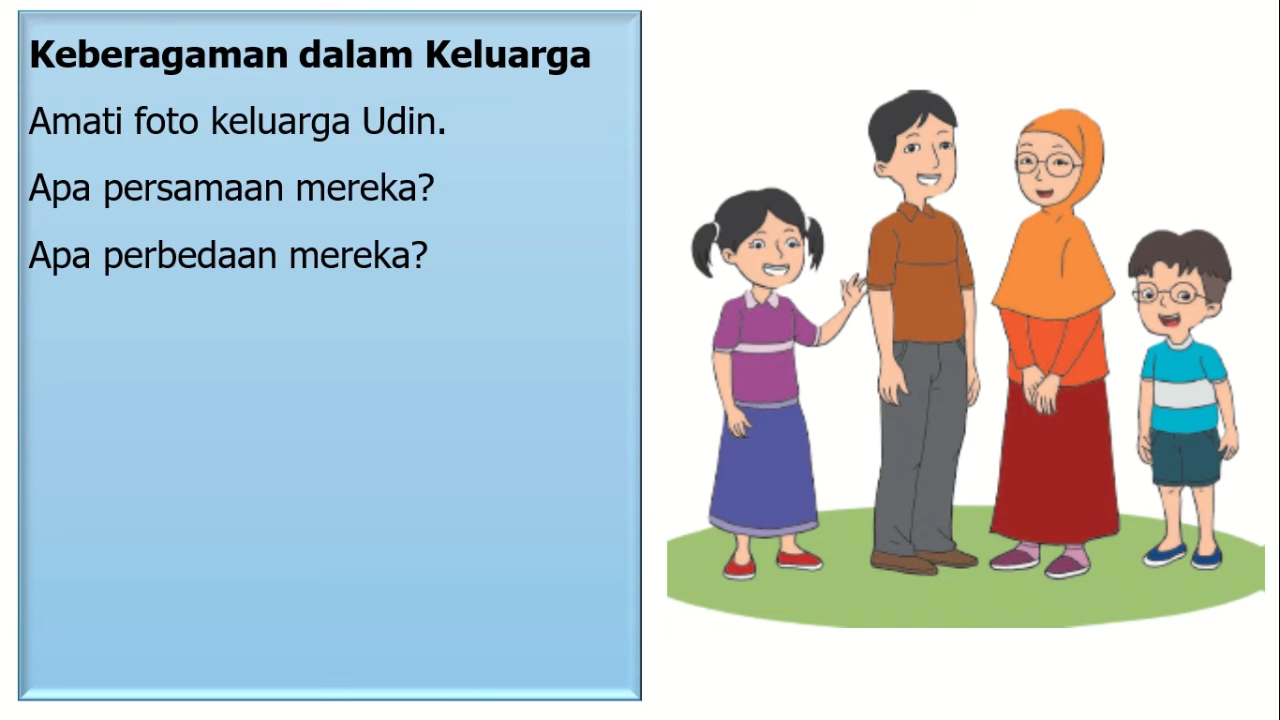 Keberagaman dalam Keluarga
Amati foto keluarga Udin.
Apa persamaan mereka?
Apa perbedaan mereka?